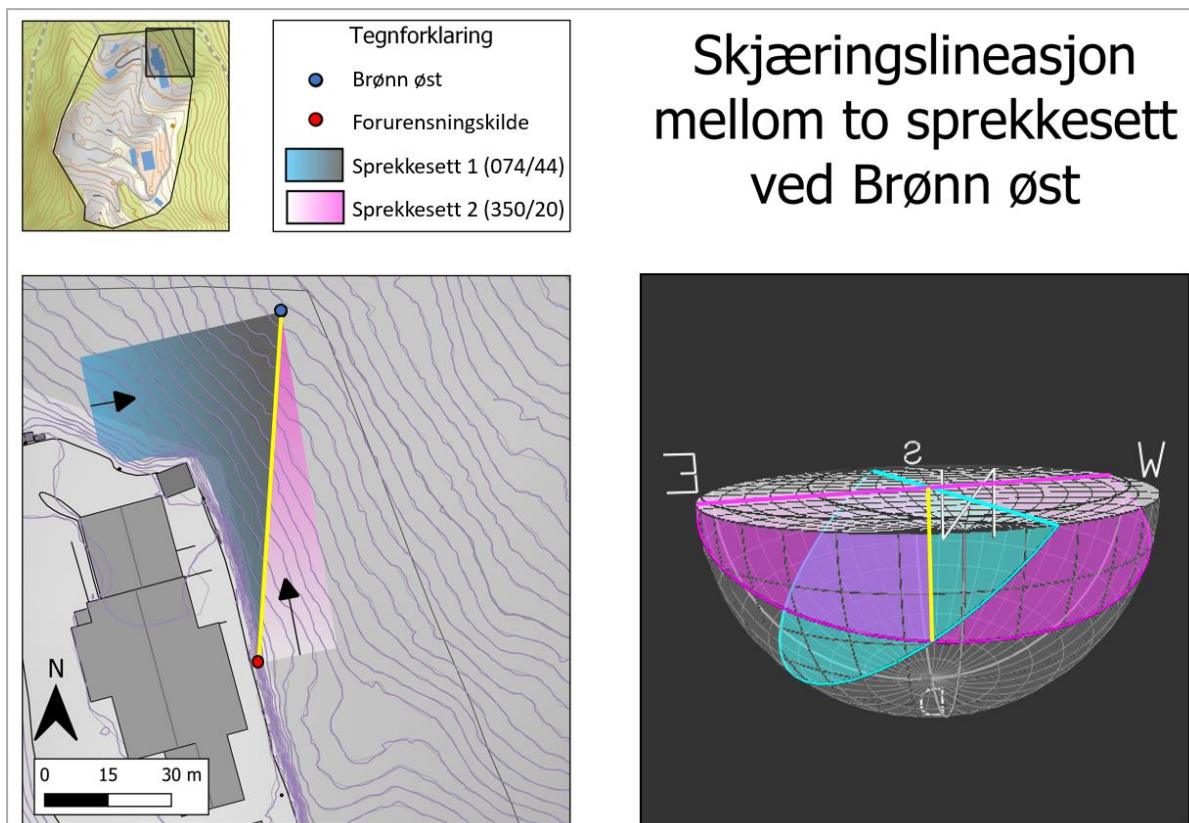 Tegnforklaring
Brønn øst
Forurensningskilde
Sprekkesett 1 (074/44)
Sprekkesett 2 (350/20)
Skjæringslineasjon
mellom to sprekkesett
ved Brønn øst
N
0 15 30 m
E
S
N
W
D